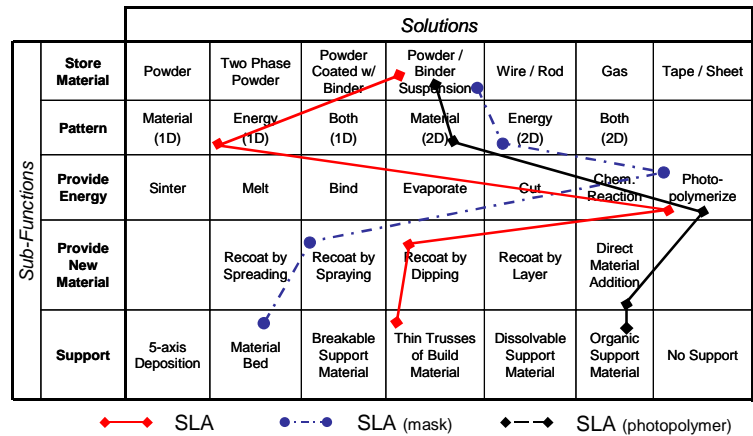 Solutions
Sub-Functions
Store
Material
Powder
Two Phase
Powder
Powder
Coated w/
Binder
Powder /
Binder
Suspension
Wire / Rod
Gas
Tape / Sheet
Pattern
Material
(1D)
Energy
(1D)
Both
(1D)
Material
(2D)
Energy
(2D)
Both
(2D)
Provide
Energy
Sinter
Melt
Bind
Evaporate
Cut
Chem.
Reaction
Photo-
polymerize
Provide
New
Material
Recoat by
Spreading
Recoat by
Spraying
Recoat by
Dipping
Recoat by
Layer
Direct
Material
Addition
Support
5-axis
Deposition
Material
Bed
Breakable
Support
Material
Thin Trusses
of Build
Material
Dissolvable
Support
Material
Organic
Support
Material
No Support
SLA
SLA (mask)
SLA (photopolymer)